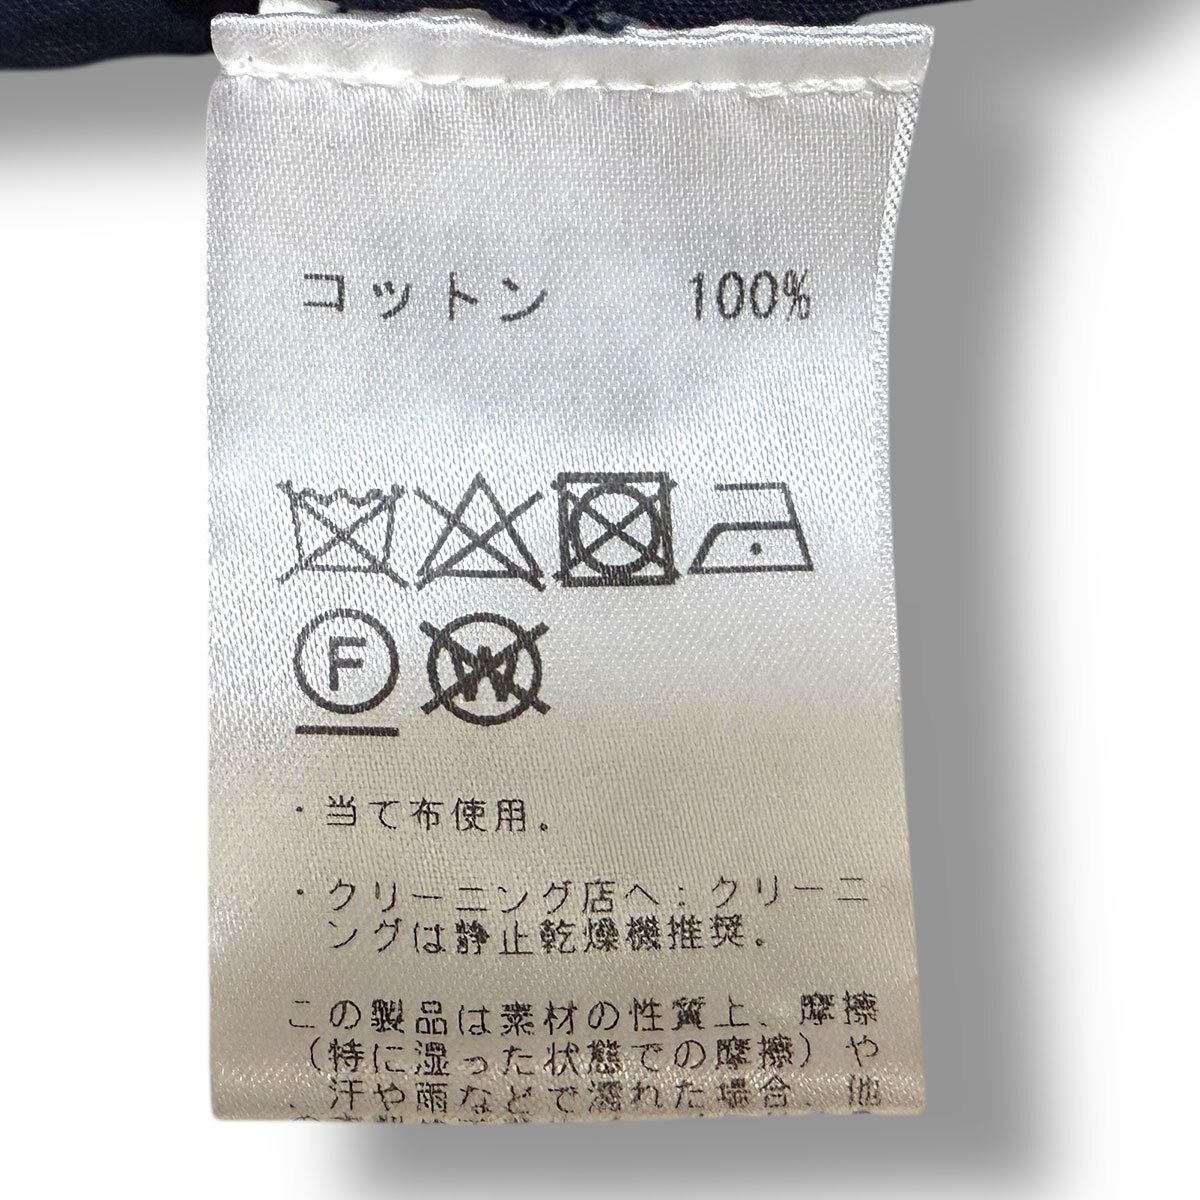 コットン 100%
F W
・当て布使用。
・クリーニング店へ：クリーニ
ングは静止乾燥機推奨。
この製品は素材の性質上、摩擦
（特に湿った状態での摩擦）や
、汗や雨などで濡れた場合、他